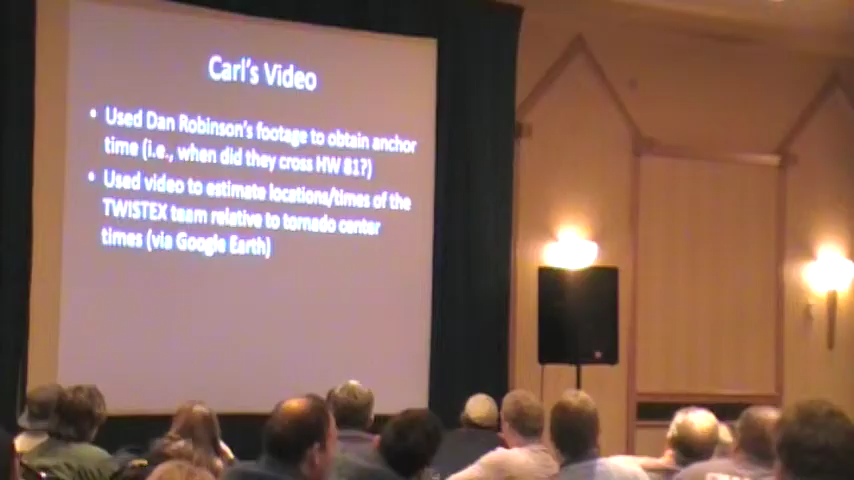 Carl's Video
• Used Dan Robinson's footage to obtain anchor
time (i.e., when did they cross HW 81?)
• Used video to estimate locations/times of the
TWISTEX team relative to tornado center
times (via Google Earth)